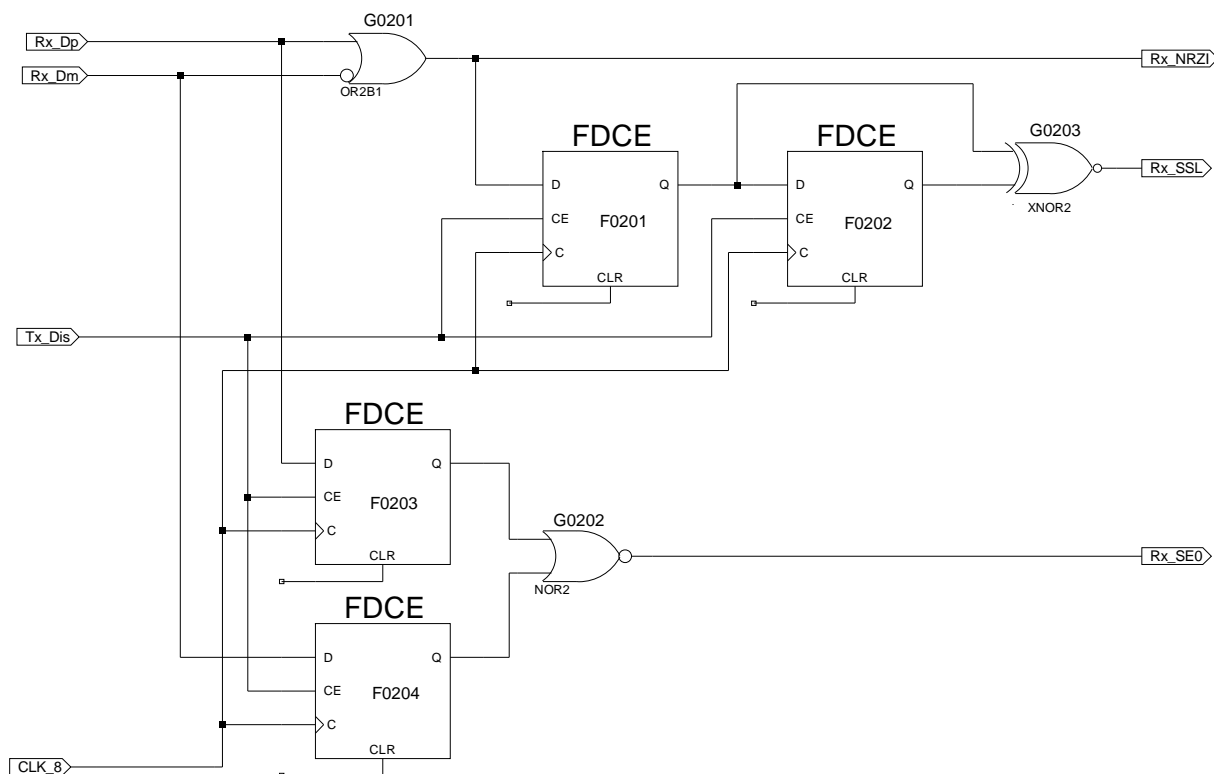 G0201
Rx_Dp
Rx_Dm
OR2B1
Rx_NRZI
FDCE
FDCE
G0203
Rx_SSL
XNOR2
D
Q
CE
F0201
C
CLR
D
Q
CE
F0202
C
CLR
Tx_Dis
FDCE
D
Q
CE
F0203
C
CLR
G0202
NOR2
Rx_SE0
FDCE
D
Q
CE
F0204
C
CLR
CLK_8